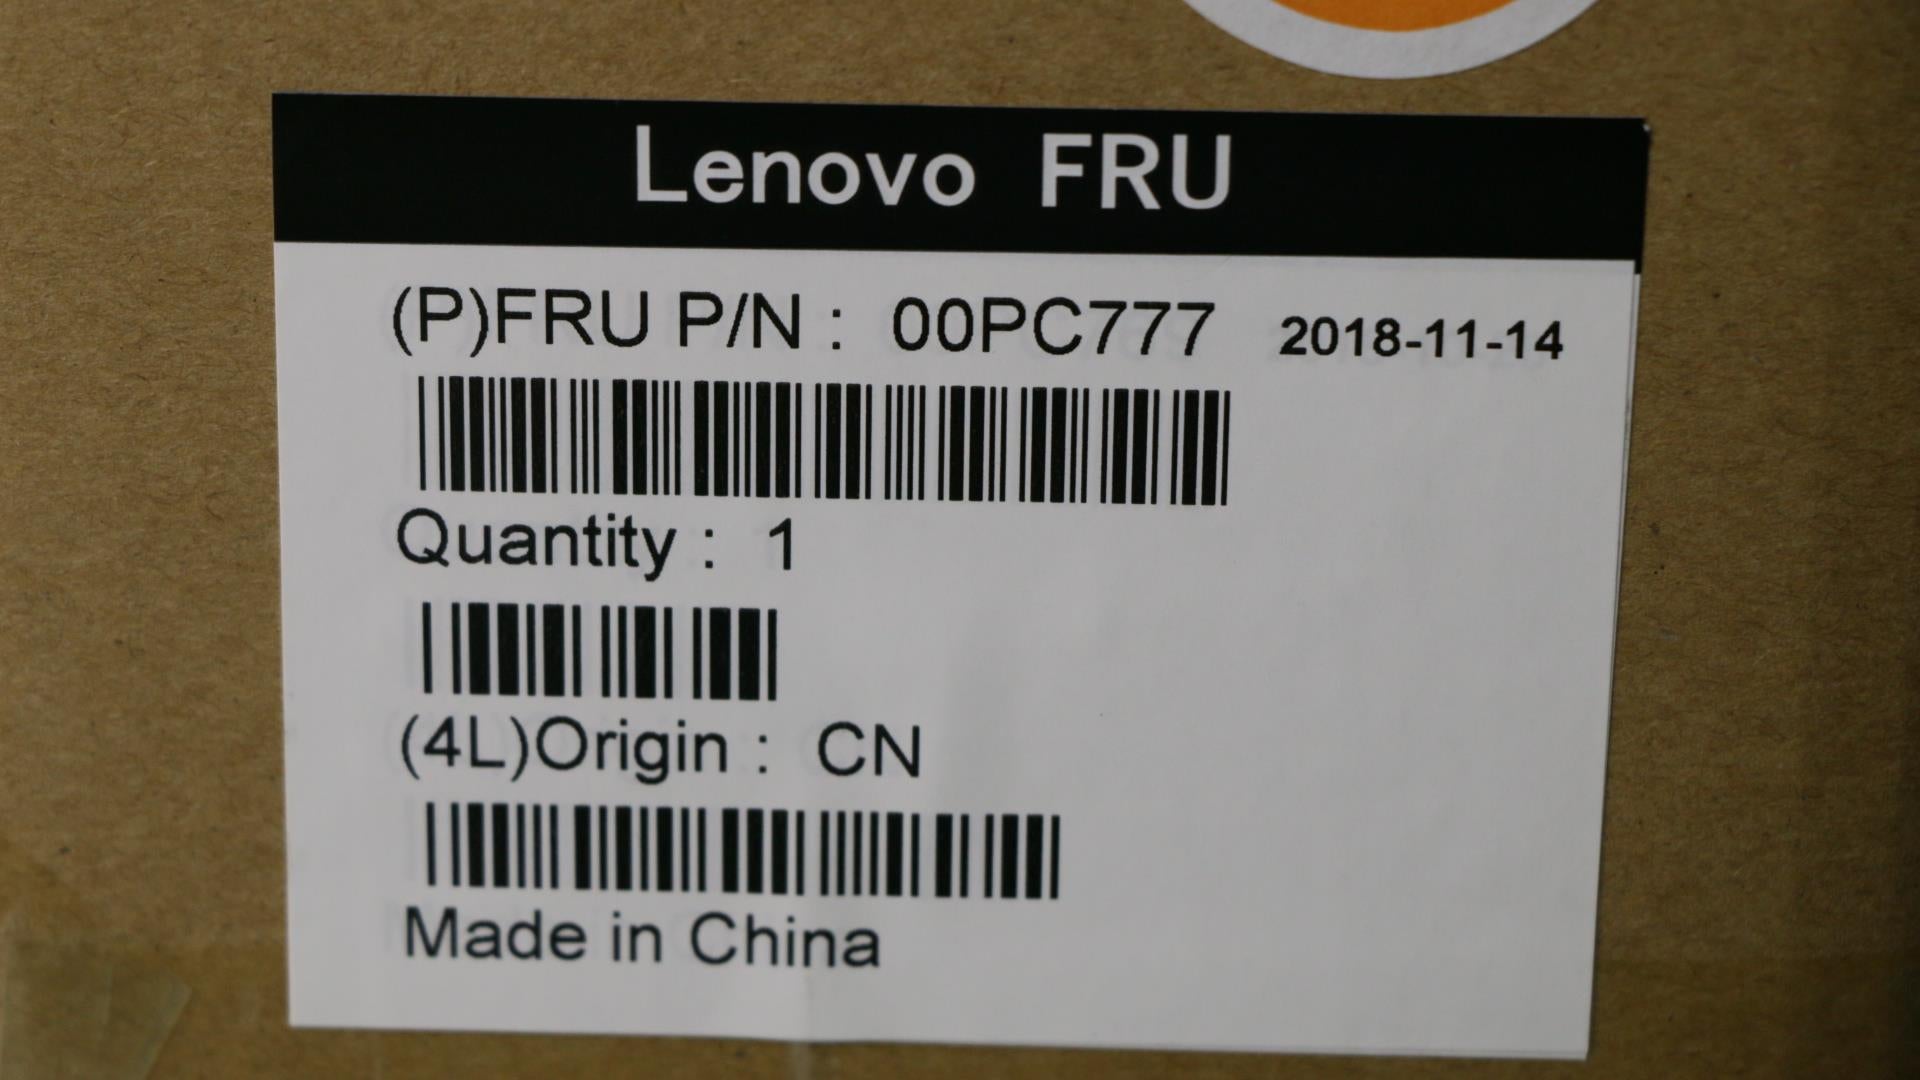 Lenovo FRU
(P)FRU P/N : 00PC777 2018-11-14
Quantity : 1
(4L)Origin : CN
Made in China